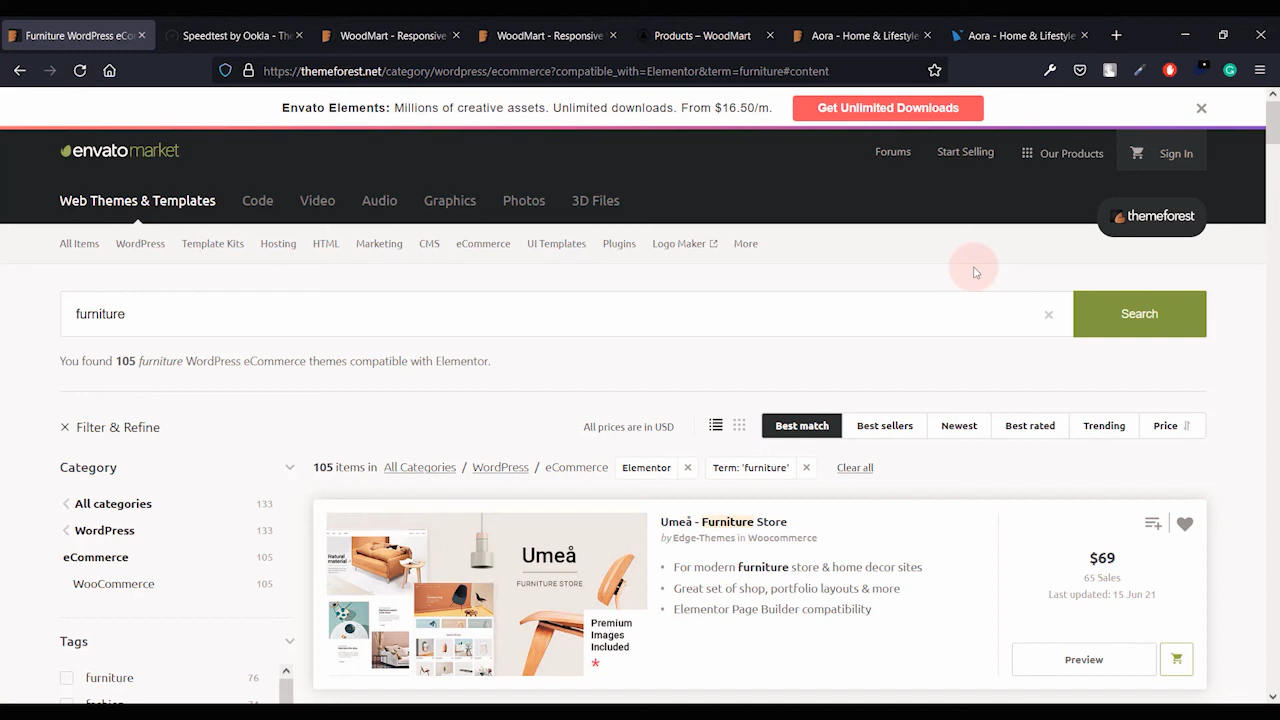 Furniture WordPress eCo
Speedtest by Ookla - The
WoodMart - Responsive
WoodMart - Responsive
Products – WoodMart
Aora - Home & Lifestyle
Aora - Home & Lifestyle
https://themeforest.net/category/wordpress/ecommerce?compatible_with=Elementor&term=furniture#content
Envato Elements: Millions of creative assets. Unlimited downloads. From $16.50/m.
Get Unlimited Downloads
envatomarket
Forums
Start Selling
Our Products
Sign In
Web Themes & Templates
Code
Video
Audio
Graphics
Photos
3D Files
themeforest
All Items
WordPress
Template Kits
Hosting
HTML
Marketing
CMS
eCommerce
UI Templates
Plugins
Logo Maker
More
furniture
Search
You found 105 furniture WordPress eCommerce themes compatible with Elementor.
Filter & Refine
All prices are in USD
Best match
Best sellers
Newest
Best rated
Trending
Price
Category
105 items in All Categories / WordPress / eCommerce
Elementor
Term: 'furniture'
Clear all
All categories 133
WordPress 133
eCommerce 105
WooCommerce 105
Tags
furniture 76
fashion 74
Umeå
FURNITURE STORE
Natural material
Premium
Images
Included
*
Umeå - Furniture Store
by Edge-Themes in Woocommerce
• For modern furniture store & home decor sites
• Great set of shop, portfolio layouts & more
• Elementor Page Builder compatibility
$69
65 Sales
Last updated: 15 Jun 21
Preview